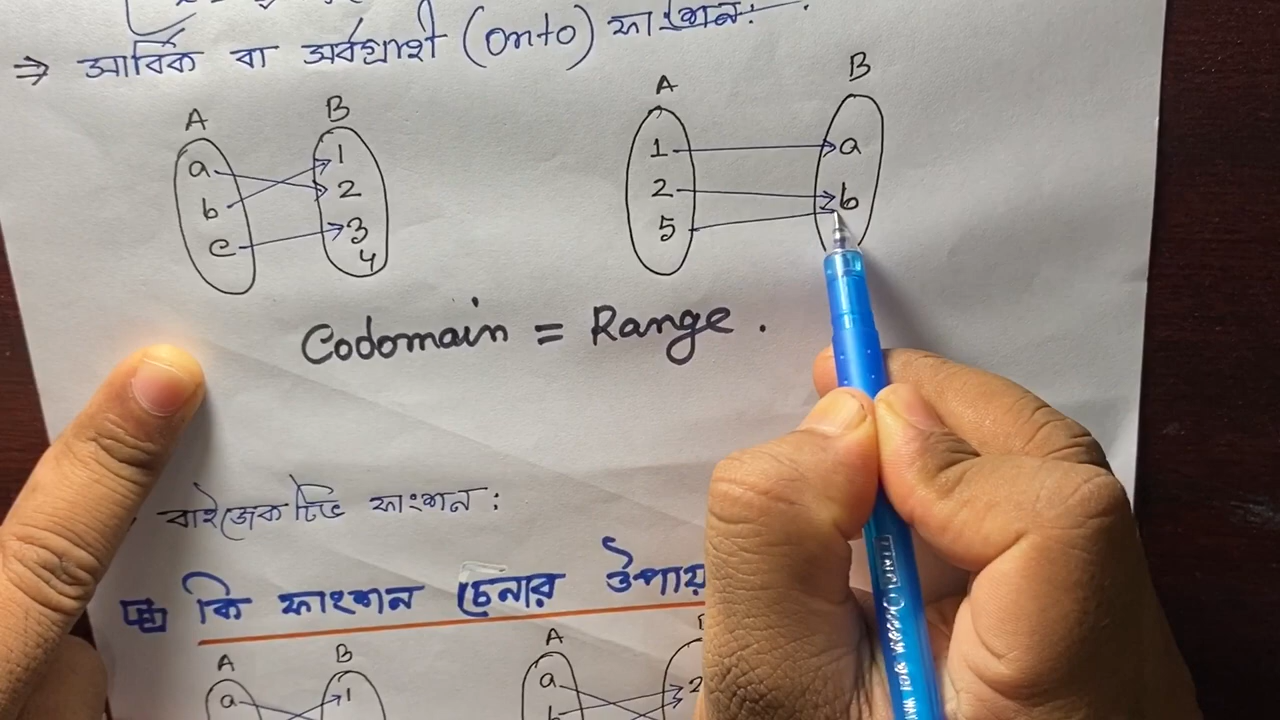 ⇒ সার্বিক বা সর্বগ্রাহী (Onto) ফাংশন:
A B A B
a 1 1 a
b 2 2 b
c 3 5
4
Codomain = Range.
বাইজেকটিভ ফাংশন:
কি ফাংশন চেনার উপায়
A B A
a 1 a 2
b